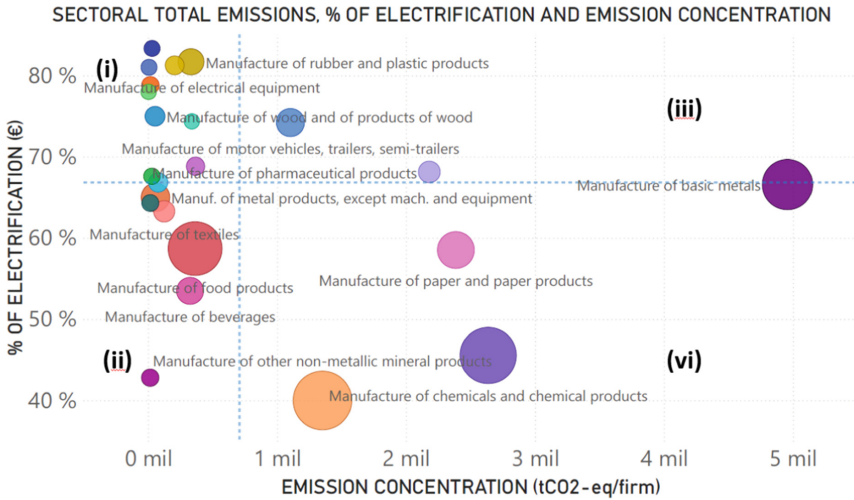 SECTORAL TOTAL EMISSIONS, % OF ELECTRIFICATION AND EMISSION CONCENTRATION
(i)
Manufacture of rubber and plastic products
80 %
Manufacture of electrical equipment
(iii)
Manufacture of wood and of products of wood
Manufacture of motor vehicles, trailers, semi-trailers
70 %
Manufacture of pharmaceutical products
Manufacture of basic metals
Manuf. of metal products, except mach. and equipment
60 %
Manufacture of textiles
Manufacture of paper and paper products
Manufacture of food products
50 %
Manufacture of beverages
(ii)
Manufacture of other non-metallic mineral products
(vi)
40 %
Manufacture of chemicals and chemical products
% OF ELECTRIFICATION (€)
0 mil
1 mil
2 mil
3 mil
4 mil
5 mil
EMISSION CONCENTRATION (tCO2-eq/firm)